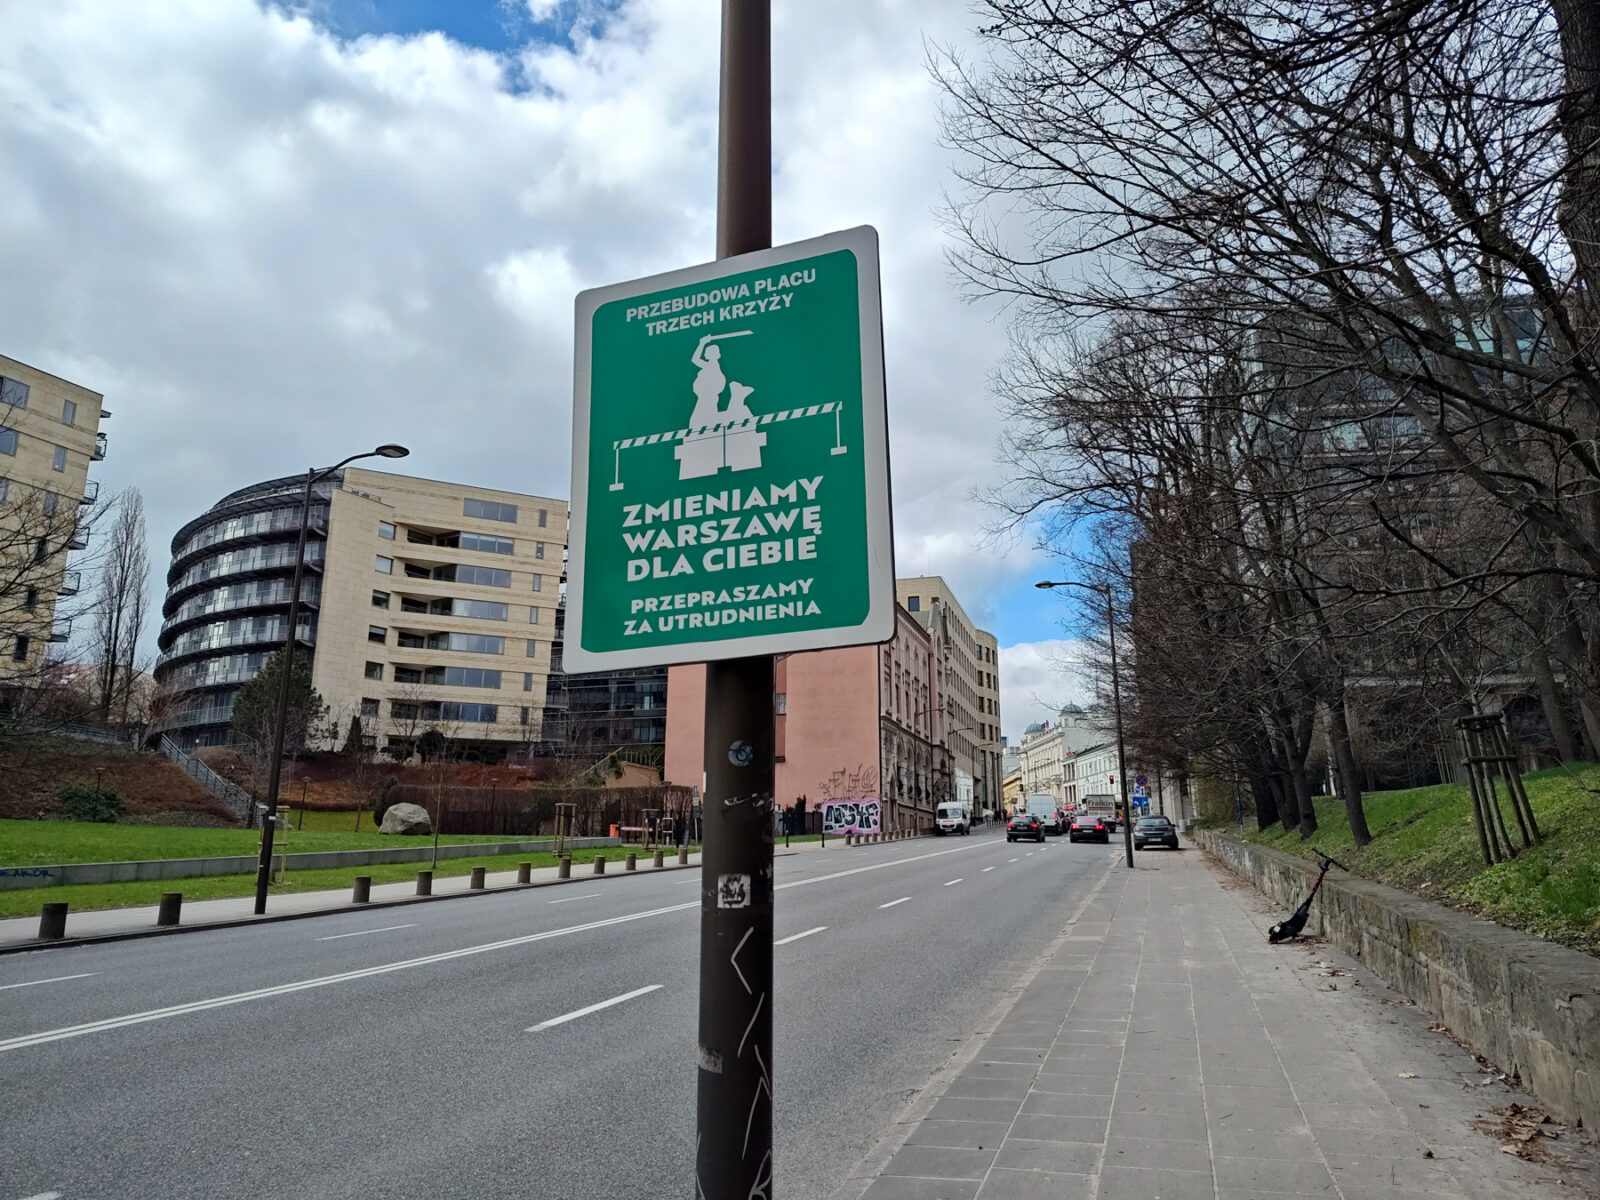 PRZEBUDOWA PLACU
TRZECH KRZYŻY
ZMIENIAMY
WARSZAWĘ
DLA CIEBIE
PRZEPRASZAMY
ZA UTRUDNIENIA